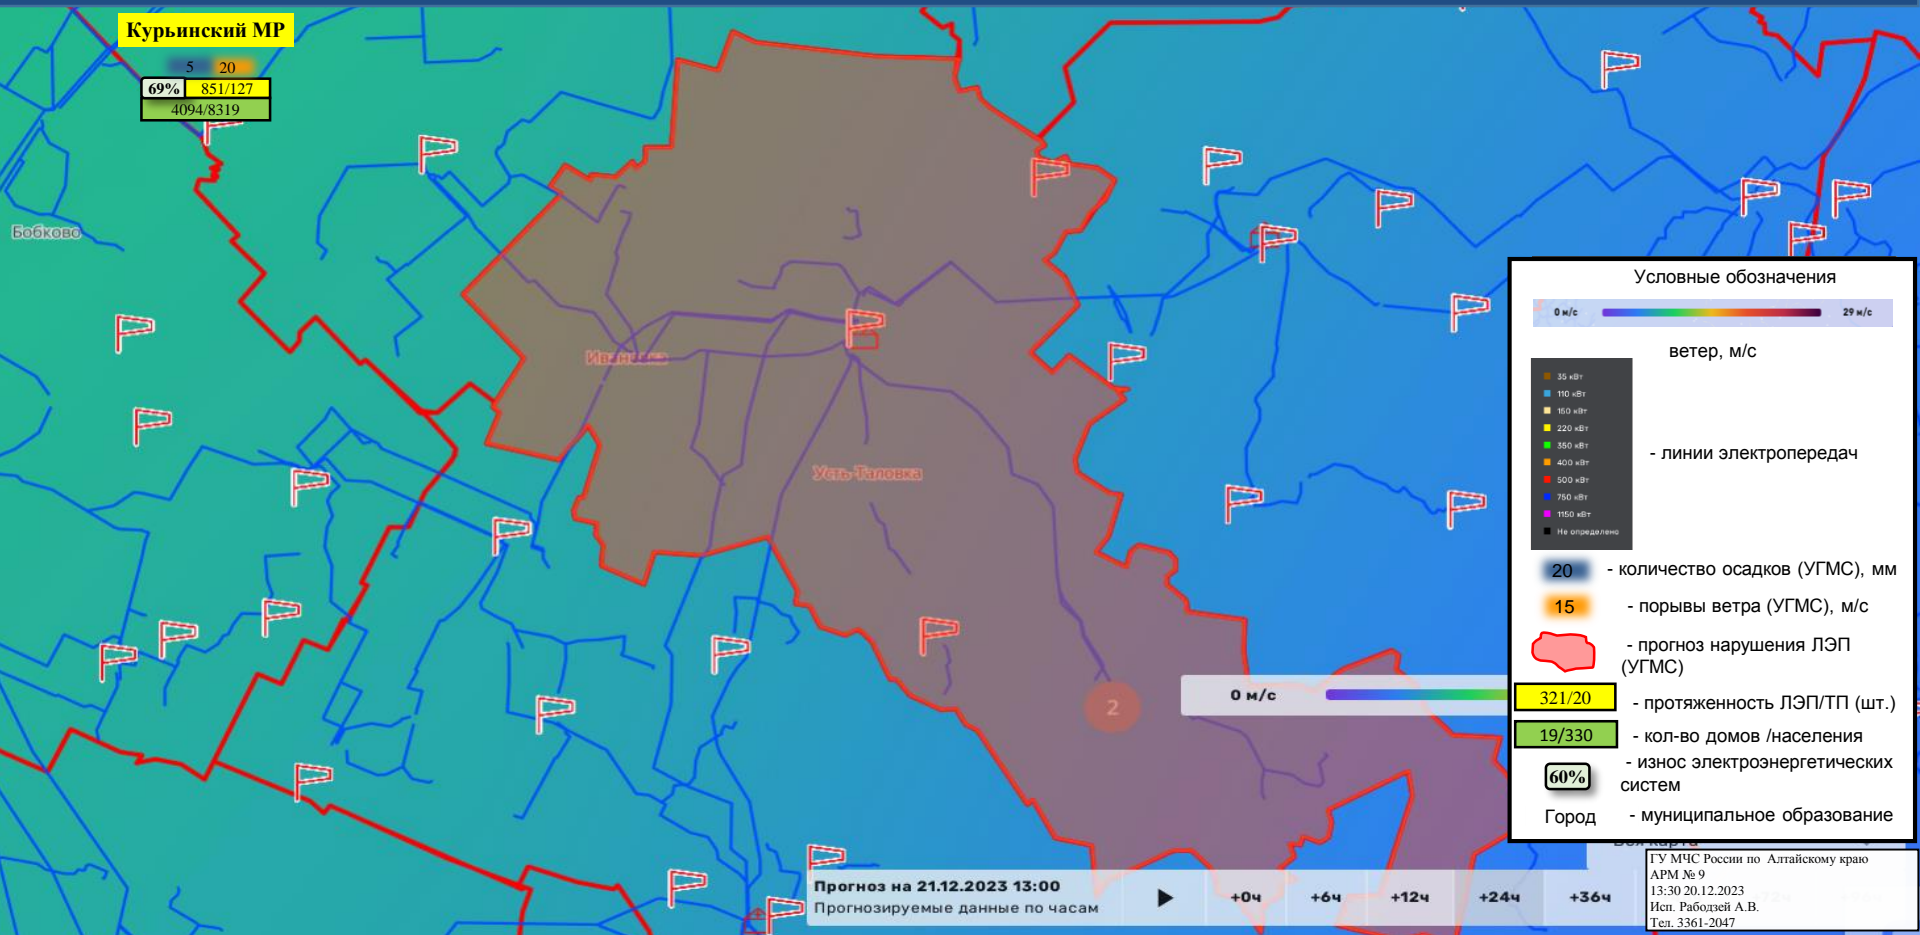 Курьинский МР
5 20
69% 851/127
4094/8319
Бобково
Ивановка
Усть-Таловка
2
0 м/с
Условные обозначения
0 м/с 29 м/с
ветер, м/с
35 кВт
110 кВт
150 кВт
220 кВт
350 кВт
400 кВт
500 кВт
750 кВт
1150 кВт
Не определено
- линии электропередач
20 - количество осадков (УГМС), мм
15 - порывы ветра (УГМС), м/с
- прогноз нарушения ЛЭП
(УГМС)
321/20 - протяженность ЛЭП/ТП (шт.)
19/330 - кол-во домов /населения
60% - износ электроэнергетических
систем
Город - муниципальное образование
Прогноз на 21.12.2023 13:00
Прогнозируемые данные по часам
+0ч +6ч +12ч +24ч +36ч
ГУ МЧС России по Алтайскому краю
АРМ № 9
13:30 20.12.2023
Исп. Рабодзей А.В.
Тел. 3361-2047